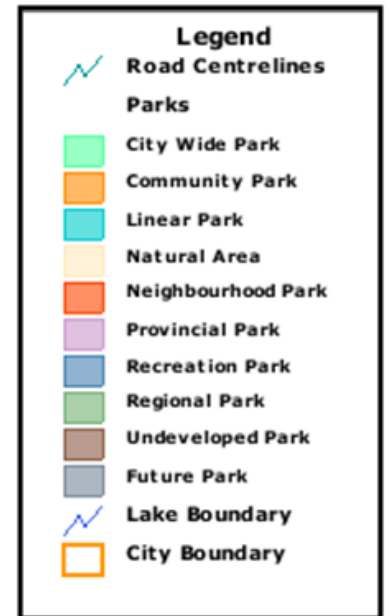 Legend
Road Centrelines
Parks
City Wide Park
Community Park
Linear Park
Natural Area
Neighbourhood Park
Provincial Park
Recreation Park
Regional Park
Undeveloped Park
Future Park
Lake Boundary
City Boundary